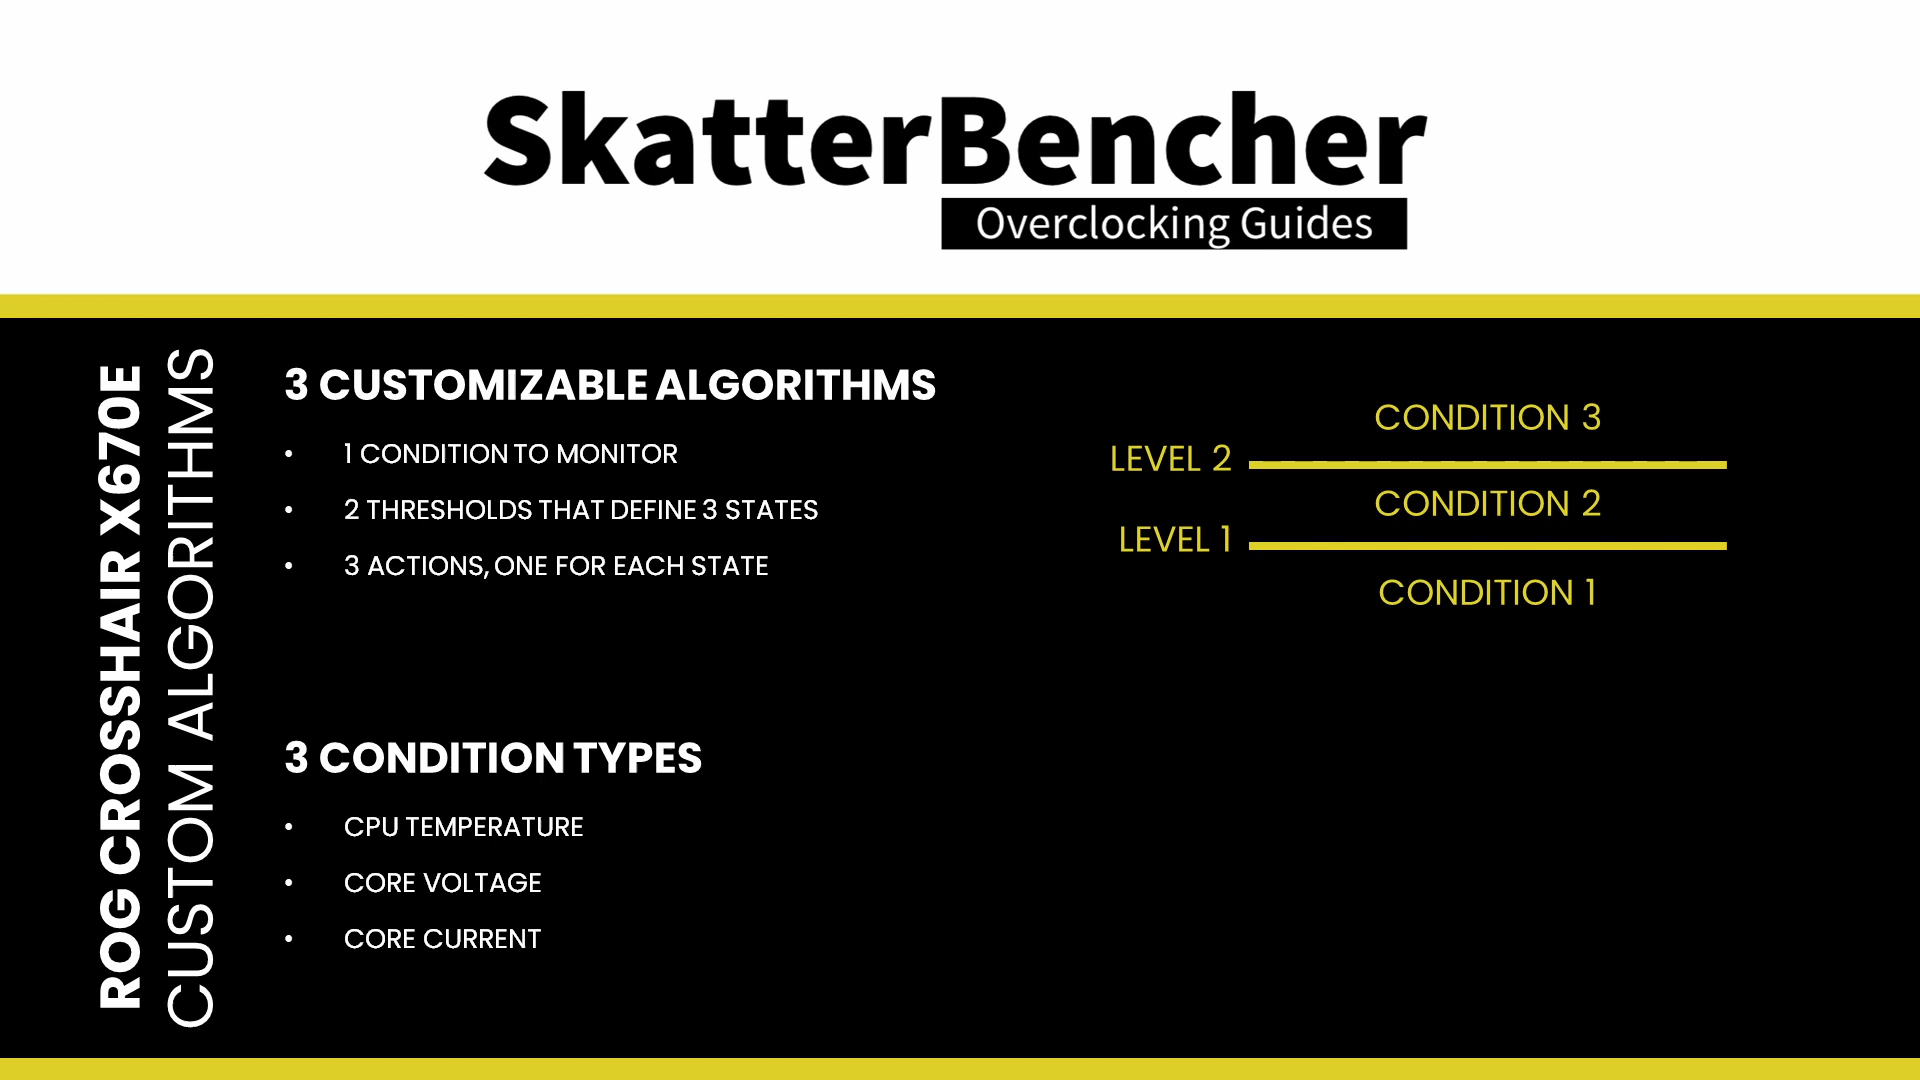 SkatterBencher
Overclocking Guides
ROG CROSSHAIR X670E
CUSTOM ALGORITHMS
3 CUSTOMIZABLE ALGORITHMS
• 1 CONDITION TO MONITOR
• 2 THRESHOLDS THAT DEFINE 3 STATES
• 3 ACTIONS, ONE FOR EACH STATE
CONDITION 3
LEVEL 2
CONDITION 2
LEVEL 1
CONDITION 1
3 CONDITION TYPES
• CPU TEMPERATURE
• CORE VOLTAGE
• CORE CURRENT